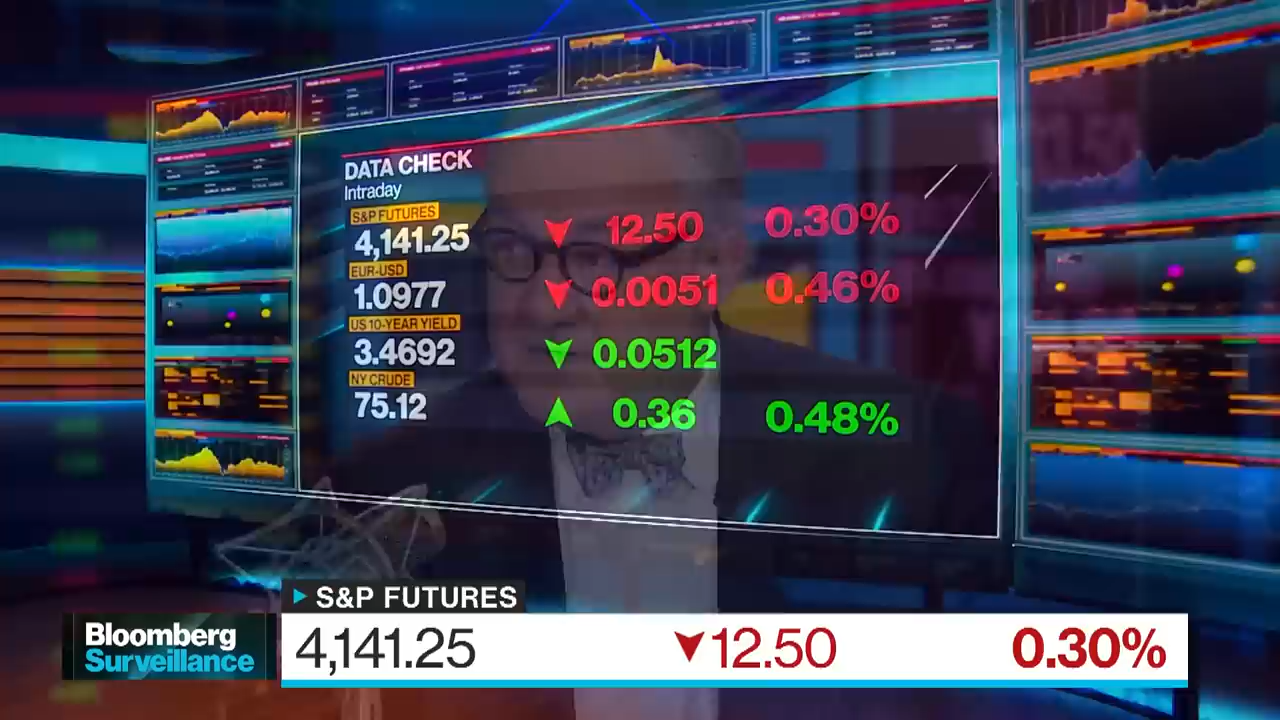 DATA CHECK
Intraday
S&P FUTURES
4,141.25 12.50 0.30%
EUR-USD
1.0977 0.0051 0.46%
US 10-YEAR YIELD
3.4692 0.0512
NY CRUDE
75.12 0.36 0.48%
S&P FUTURES
Bloomberg
Surveillance
4,141.25 12.50 0.30%